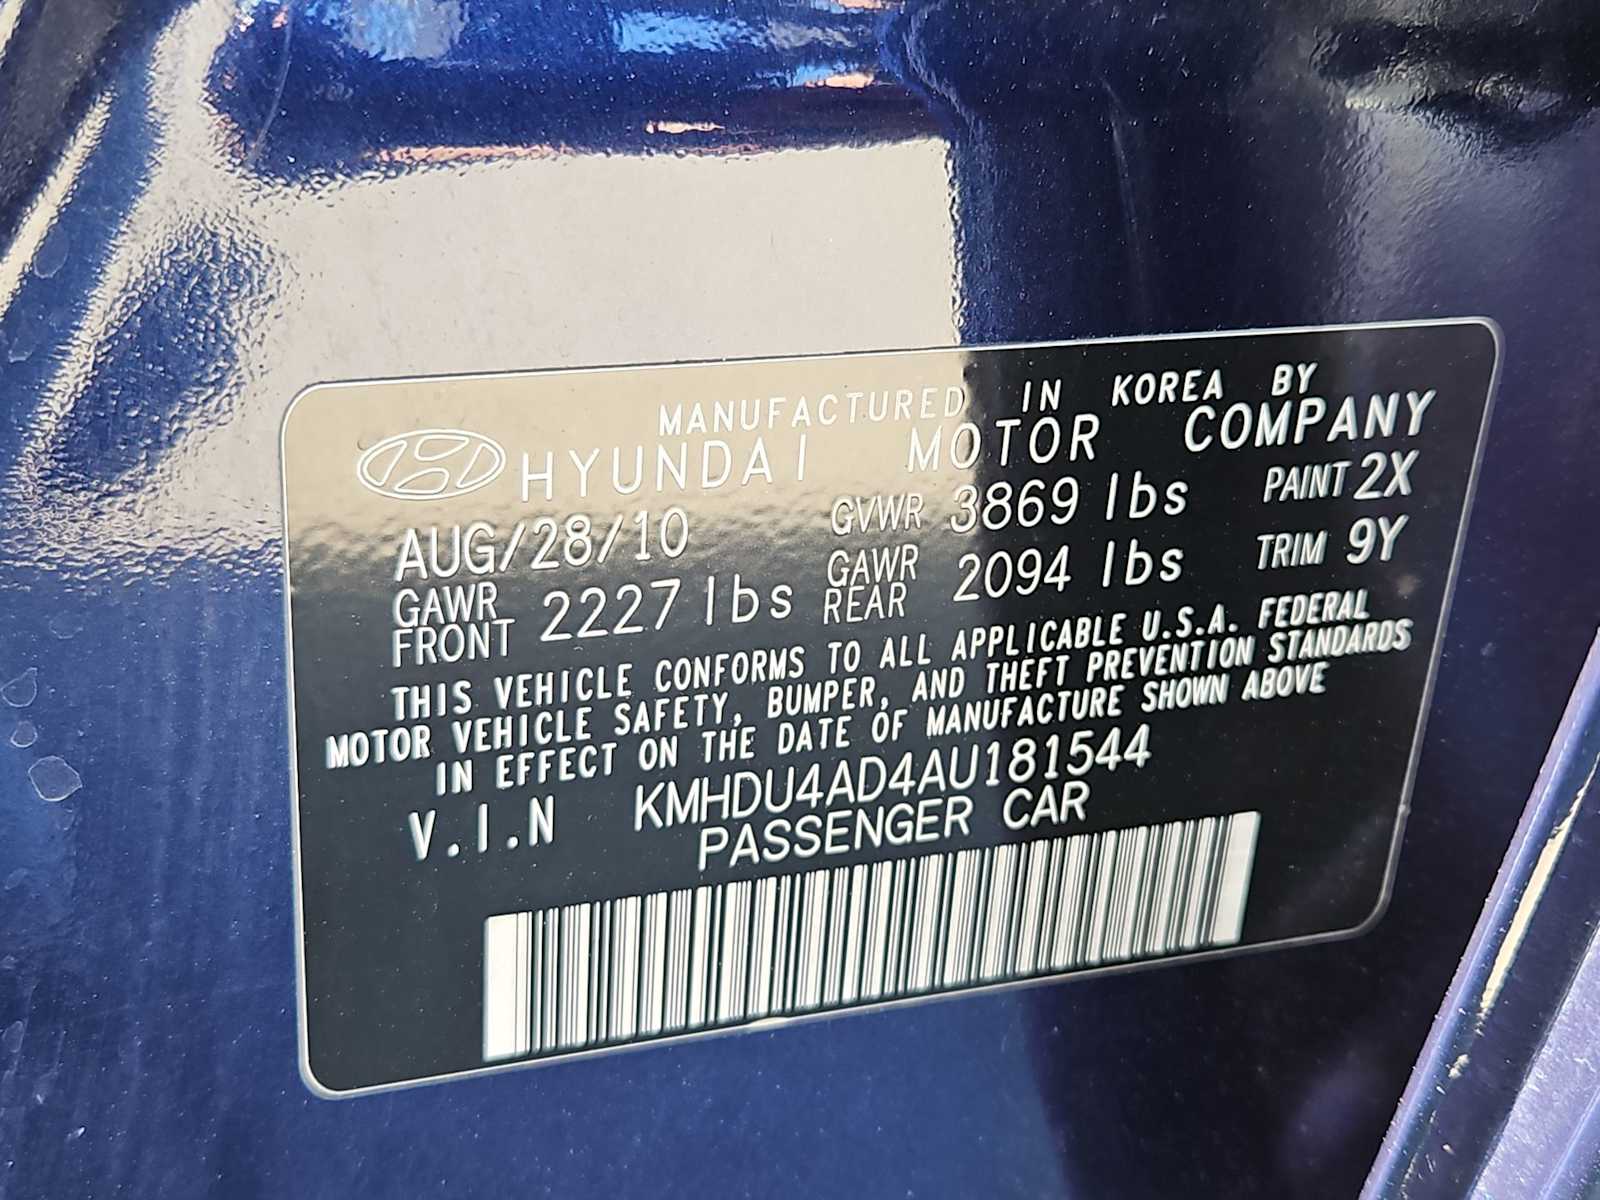 MANUFACTURED IN KOREA BY
HYUNDAI MOTOR COMPANY
AUG/28/10 GVWR 3869 lbs PAINT 2X
GAWR FRONT 2227 lbs GAWR REAR 2094 lbs TRIM 9Y
THIS VEHICLE CONFORMS TO ALL APPLICABLE U.S.A. FEDERAL
MOTOR VEHICLE SAFETY, BUMPER, AND THEFT PREVENTION STANDARDS
IN EFFECT ON THE DATE OF MANUFACTURE SHOWN ABOVE
V.I.N KMHDU4AD4AU181544
PASSENGER CAR